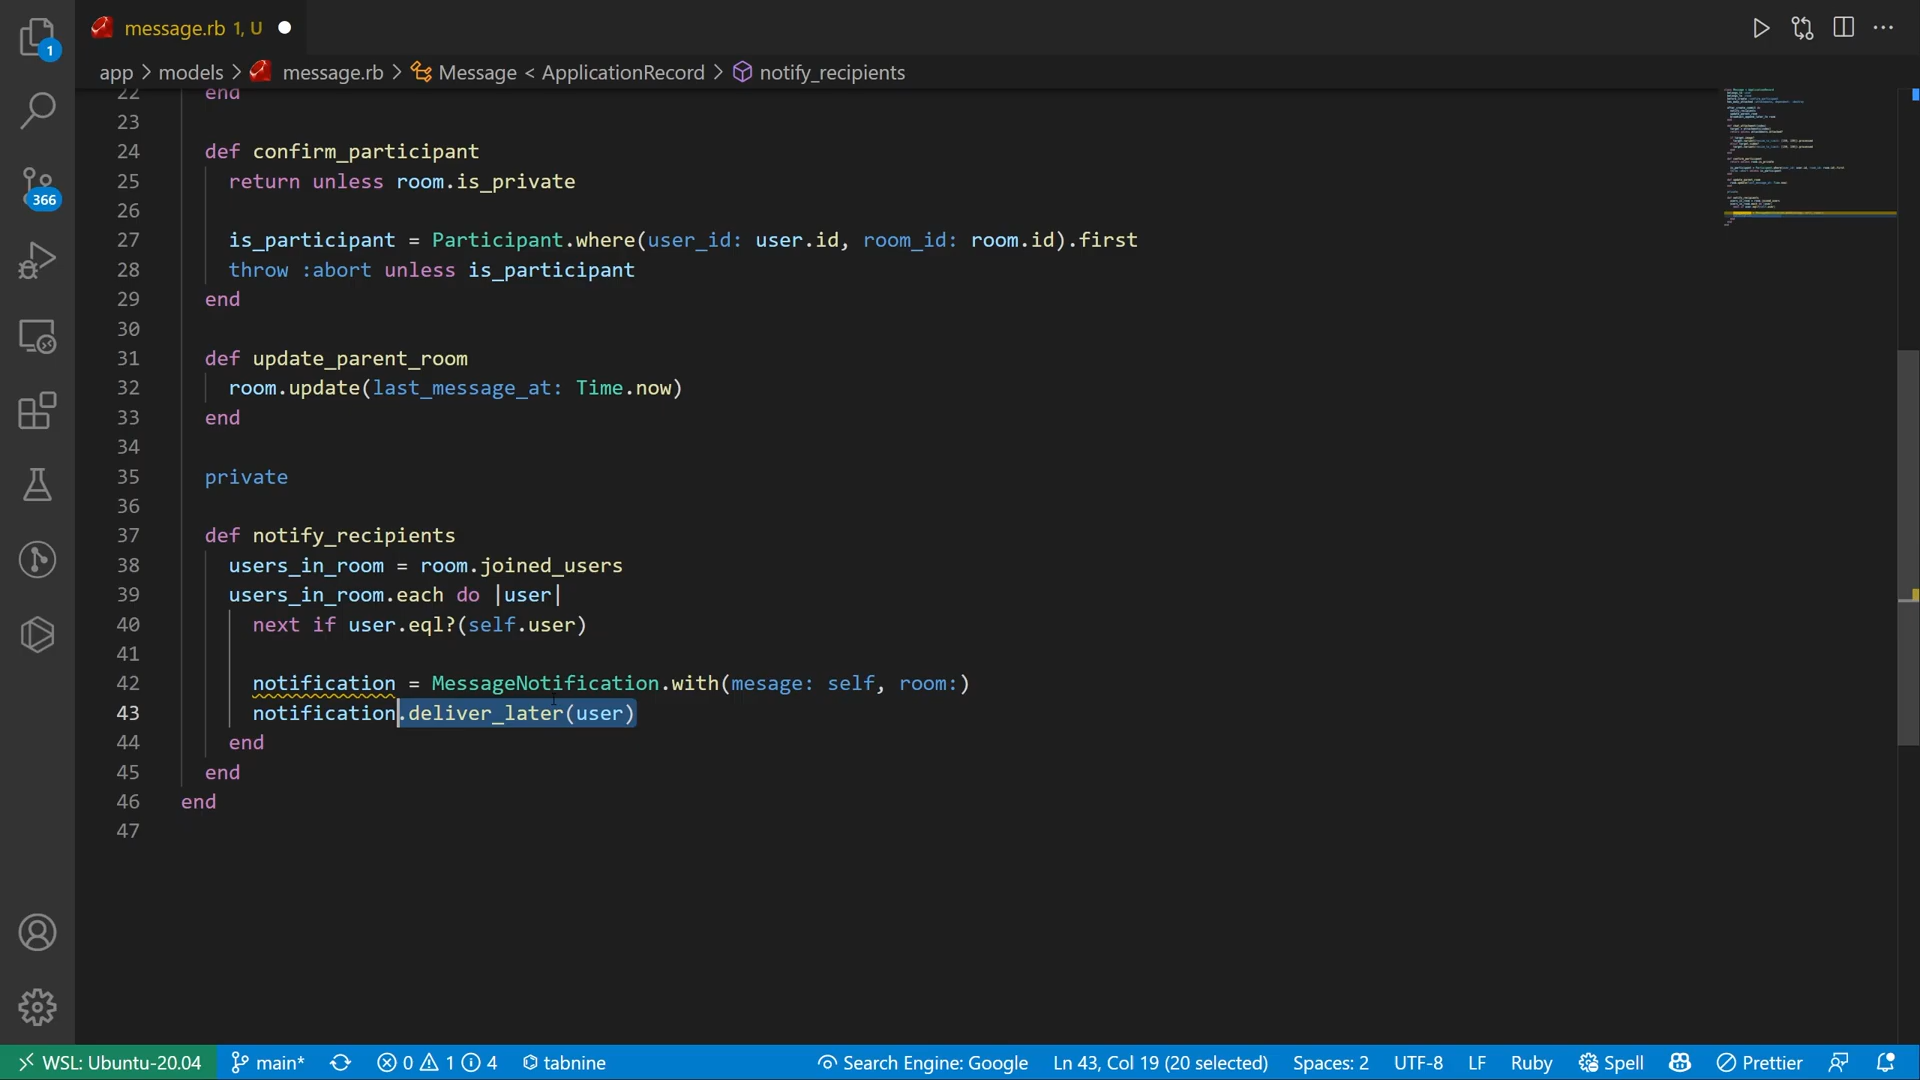 message.rb 1, U
1
app > models > message.rb > Message < ApplicationRecord > notify_recipients
22 end
23
24 def confirm_participant
25 return unless room.is_private
26
27 is_participant = Participant.where(user_id: user.id, room_id: room.id).first
28 throw :abort unless is_participant
29 end
30
31 def update_parent_room
32 room.update(last_message_at: Time.now)
33 end
34
35 private
36
37 def notify_recipients
38 users_in_room = room.joined_users
39 users_in_room.each do |user|
40 next if user.eql?(self.user)
41
42 notification = MessageNotification.with(mesage: self, room:)
43 notification.deliver_later(user)
44 end
45 end
46 end
47
366
WSL: Ubuntu-20.04 main* 0 1 4 tabnine Search Engine: Google Ln 43, Col 19 (20 selected) Spaces: 2 UTF-8 LF Ruby Spell Prettier